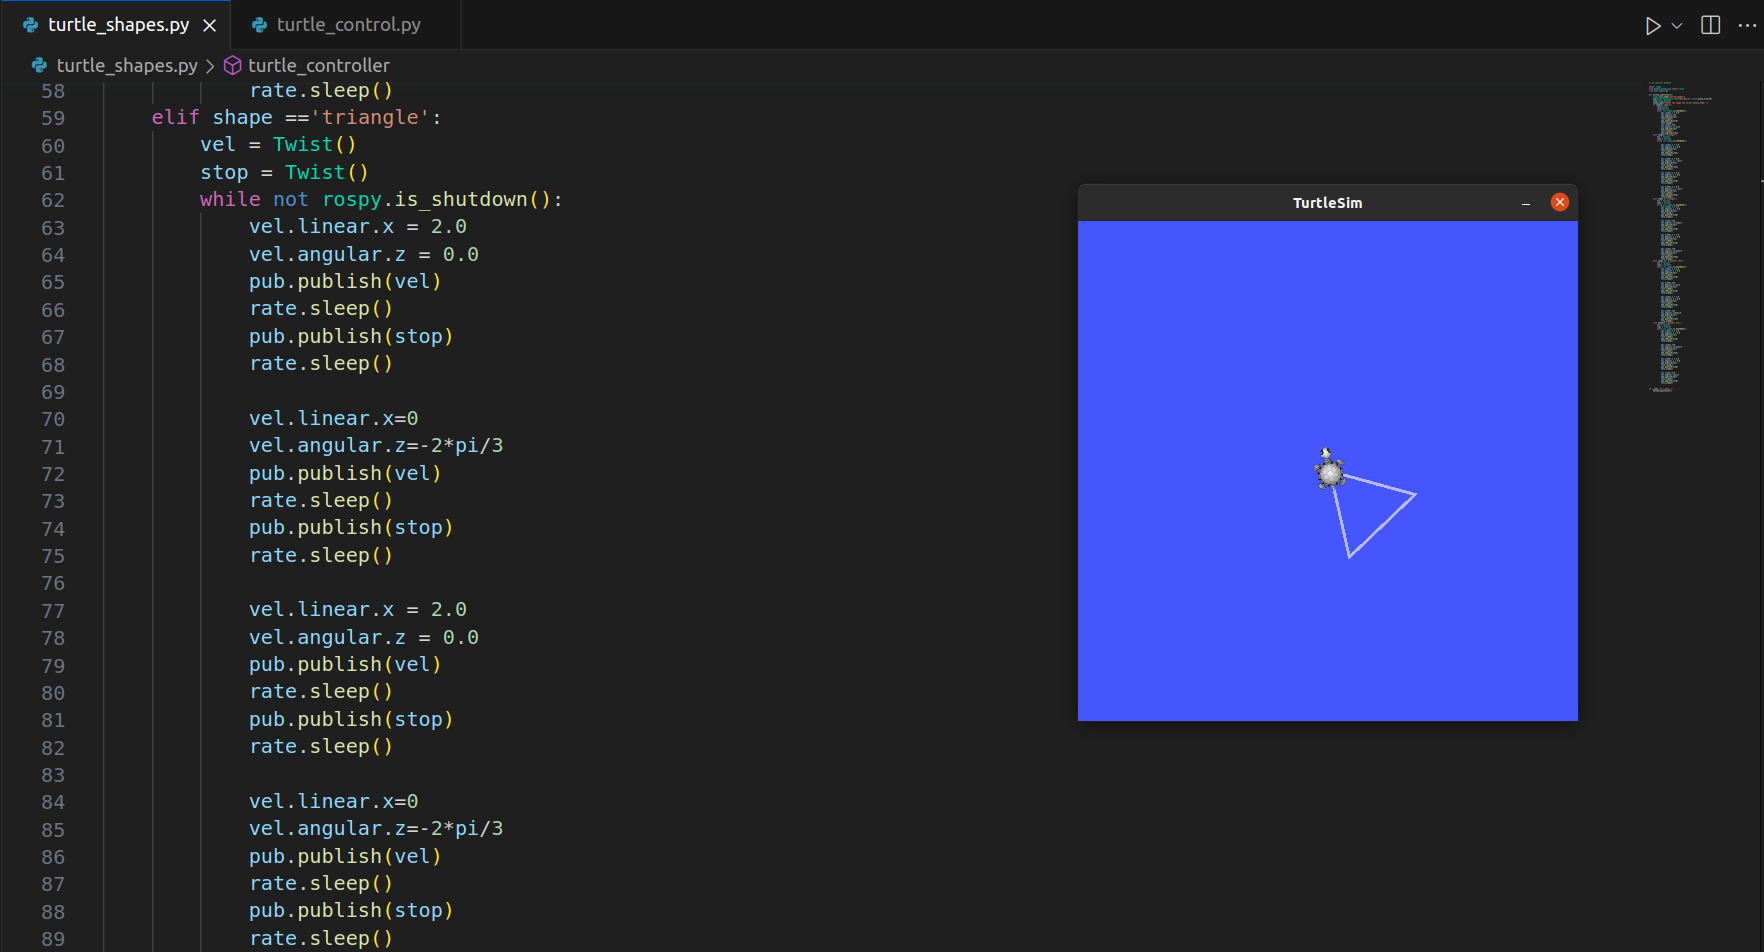 turtle_shapes.py turtle_control.py
turtle_shapes.py > turtle_controller
58 rate.sleep()
59 elif shape =='triangle':
60 vel = Twist()
61 stop = Twist()
62 while not rospy.is_shutdown():
63 vel.linear.x = 2.0
64 vel.angular.z = 0.0
65 pub.publish(vel)
66 rate.sleep()
67 pub.publish(stop)
68 rate.sleep()
69
70 vel.linear.x=0
71 vel.angular.z=-2*pi/3
72 pub.publish(vel)
73 rate.sleep()
74 pub.publish(stop)
75 rate.sleep()
76
77 vel.linear.x = 2.0
78 vel.angular.z = 0.0
79 pub.publish(vel)
80 rate.sleep()
81 pub.publish(stop)
82 rate.sleep()
83
84 vel.linear.x=0
85 vel.angular.z=-2*pi/3
86 pub.publish(vel)
87 rate.sleep()
88 pub.publish(stop)
89 rate.sleep()
TurtleSim